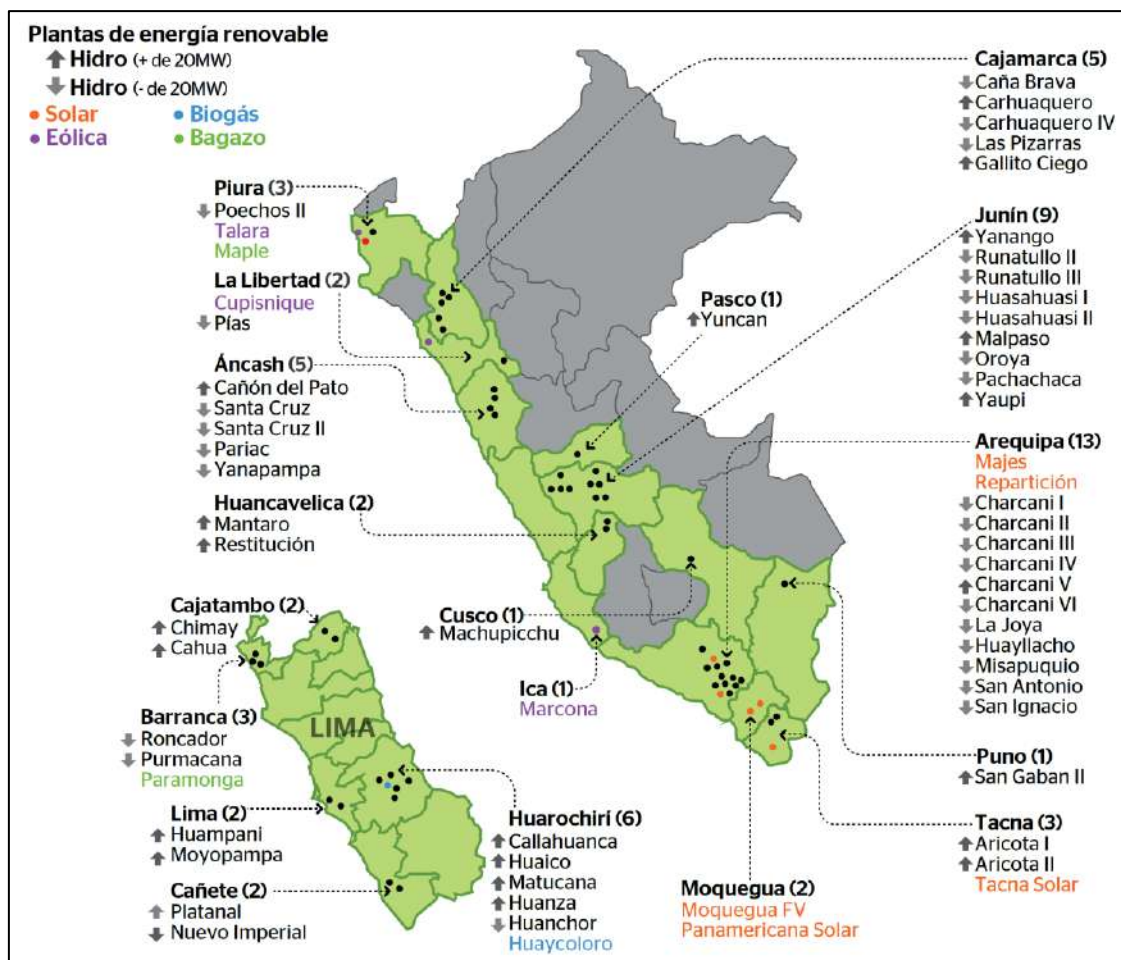 Plantas de energía renovable
Hidro (+ de 20MW)
Hidro (- de 20MW)
Solar
Biogás
Eólica
Bagazo
Piura (3)
Poechos II
Talara
Maple
La Libertad (2)
Cupisnique
Pías
Áncash (5)
Cañón del Pato
Santa Cruz
Santa Cruz II
Pariac
Yanapampa
Huancavelica (2)
Mantaro
Restitución
Cajatambo (2)
Chimay
Cahua
Barranca (3)
Roncador
Purmacana
Paramonga
Lima (2)
Huampani
Moyopampa
Cañete (2)
Platanal
Nuevo Imperial
LIMA
Huarochirí (6)
Callahuanca
Huaico
Matucana
Huanza
Huanchor
Huaycoloro
Cusco (1)
Machupicchu
Ica (1)
Marcona
Moquegua (2)
Moquegua FV
Panamericana Solar
Pasco (1)
Yuncan
Cajamarca (5)
Caña Brava
Carhuaquero
Carhuaquero IV
Las Pizarras
Gallito Ciego
Junín (9)
Yanango
Runatullo II
Runatullo III
Huasahuasi I
Huasahuasi II
Malpaso
Oroya
Pachachaca
Yaupi
Arequipa (13)
Majes
Repartición
Charcani I
Charcani II
Charcani III
Charcani IV
Charcani V
Charcani VI
La Joya
Huayllacho
Misapuquio
San Antonio
San Ignacio
Puno (1)
San Gaban II
Tacna (3)
Aricota I
Aricota II
Tacna Solar